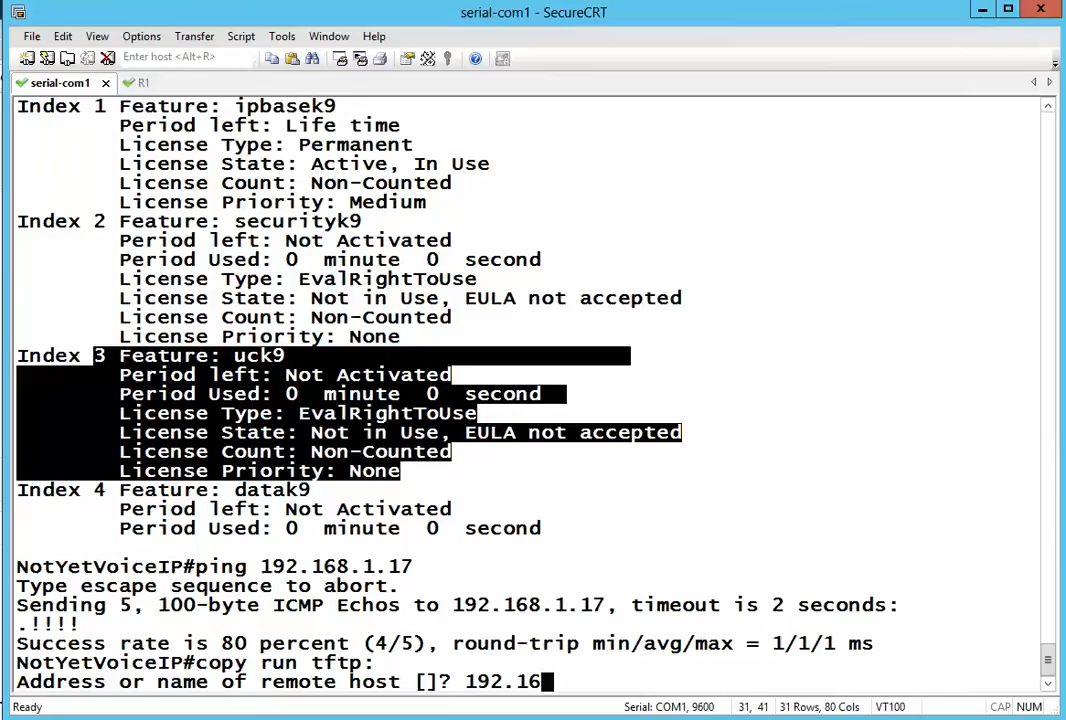 serial-com1 - SecureCRT
File Edit View Options Transfer Script Tools Window Help
Enter host <Alt+R>
serial-com1 R1
Index 1 Feature: ipbasek9
Period left: Life time
License Type: Permanent
License State: Active, In Use
License Count: Non-Counted
License Priority: Medium
Index 2 Feature: securityk9
Period left: Not Activated
Period Used: 0 minute 0 second
License Type: EvalRightToUse
License State: Not in Use, EULA not accepted
License Count: Non-Counted
License Priority: None
Index 3 Feature: uck9
Period left: Not Activated
Period Used: 0 minute 0 second
License Type: EvalRightToUse
License State: Not in Use, EULA not accepted
License Count: Non-Counted
License Priority: None
Index 4 Feature: datak9
Period left: Not Activated
Period Used: 0 minute 0 second
NotYetVoiceIP#ping 192.168.1.17
Type escape sequence to abort.
Sending 5, 100-byte ICMP Echos to 192.168.1.17, timeout is 2 seconds:
.!!!!
Success rate is 80 percent (4/5), round-trip min/avg/max = 1/1/1 ms
NotYetVoiceIP#copy run tftp:
Address or name of remote host []? 192.16
Ready Serial: COM1, 9600 31, 41 31 Rows, 80 Cols VT100 CAP NUM